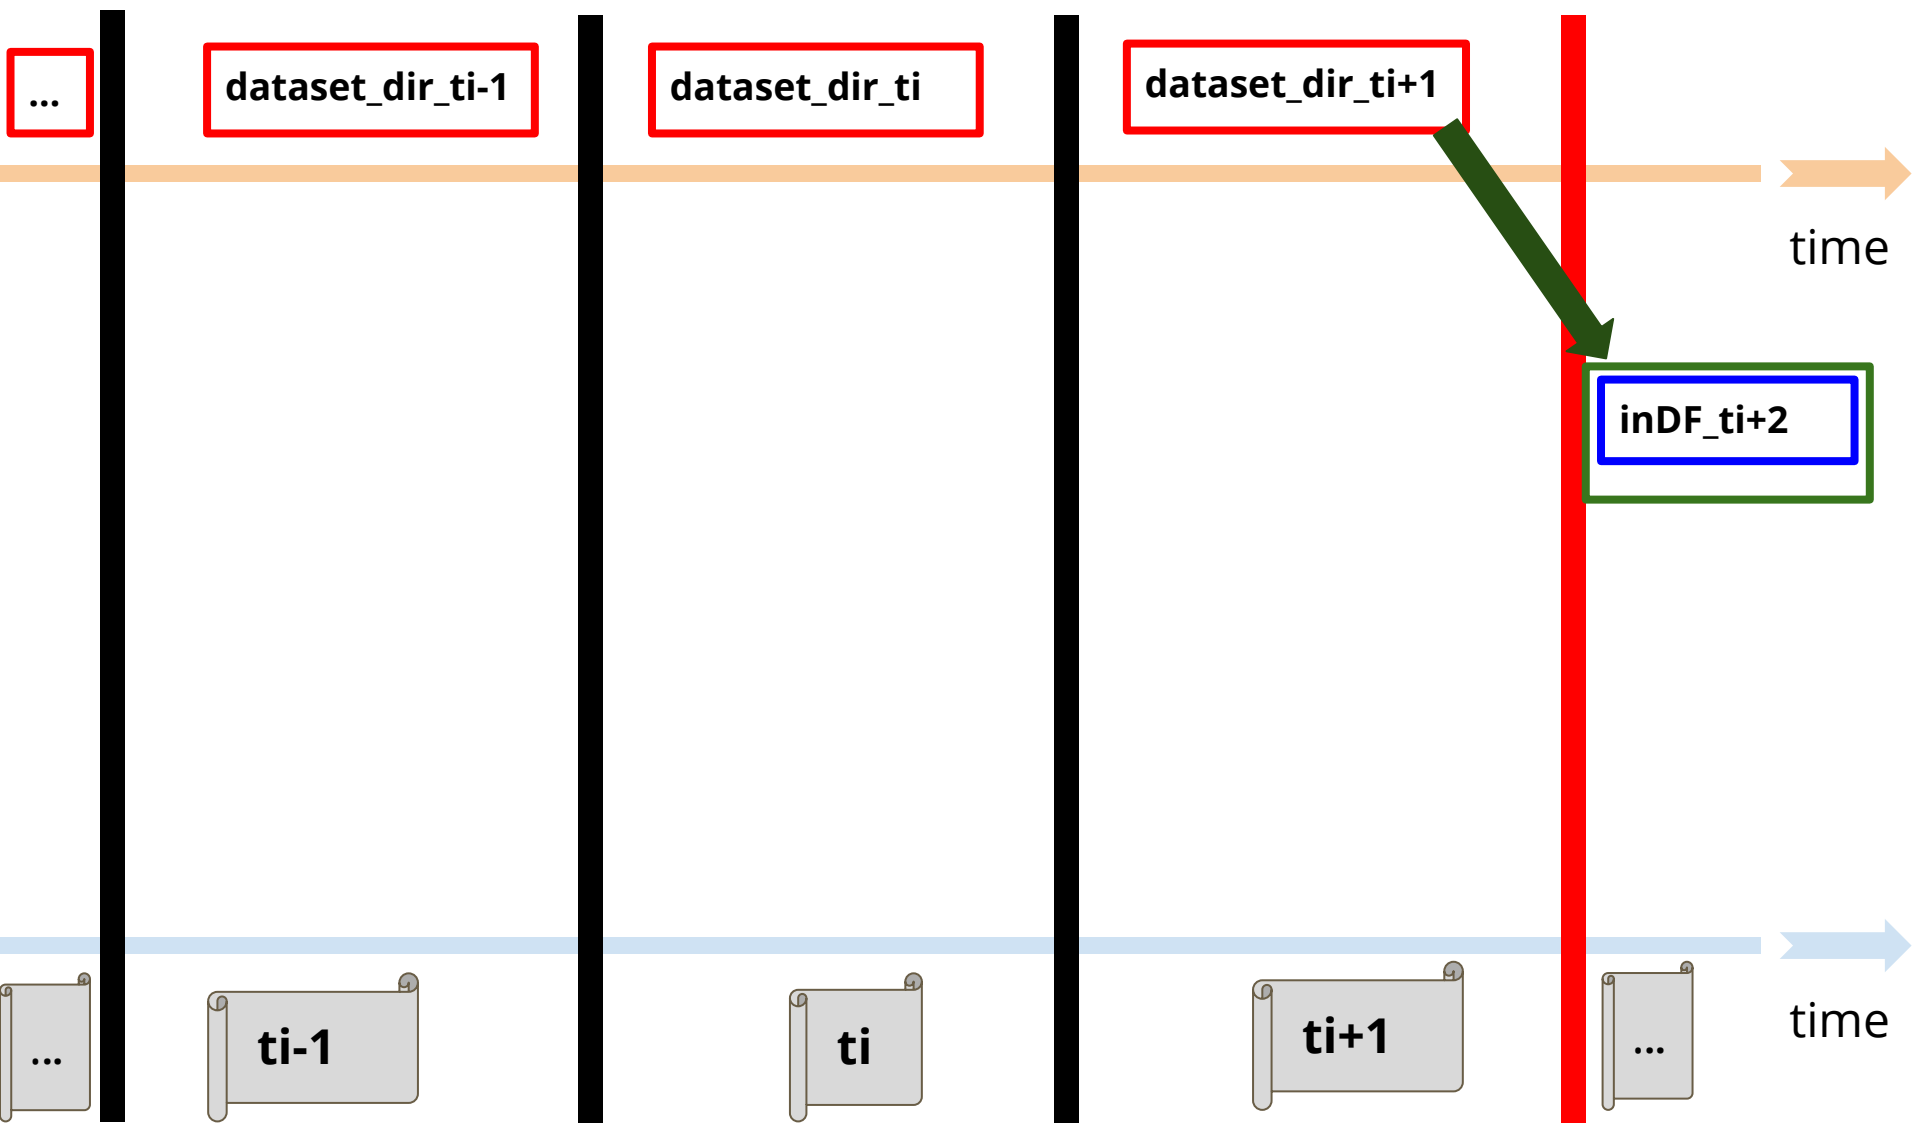 ...
dataset_dir_ti-1
dataset_dir_ti
dataset_dir_ti+1
time
inDF_ti+2
...
ti-1
ti
ti+1
...
time